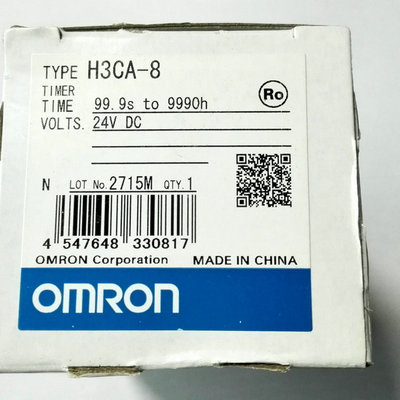 TYPE H3CA-8
TIMER
TIME 99.9s to 9990h
VOLTS. 24V DC
Ro
N LOT No. 2715M QTY. 1
4 547648 330817
OMRON Corporation MADE IN CHINA
OMRON